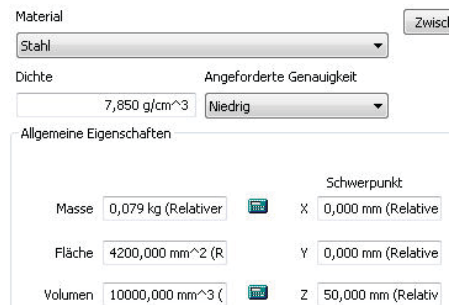 Material
Zwisch
Stahl
Dichte Angeforderte Genauigkeit
7,850 g/cm^3 Niedrig
Allgemeine Eigenschaften
Schwerpunkt
Masse 0,079 kg (Relativer X 0,000 mm (Relative
Fläche 4200,000 mm^2 (R Y 0,000 mm (Relative
Volumen 10000,000 mm^3 ( Z 50,000 mm (Relativ